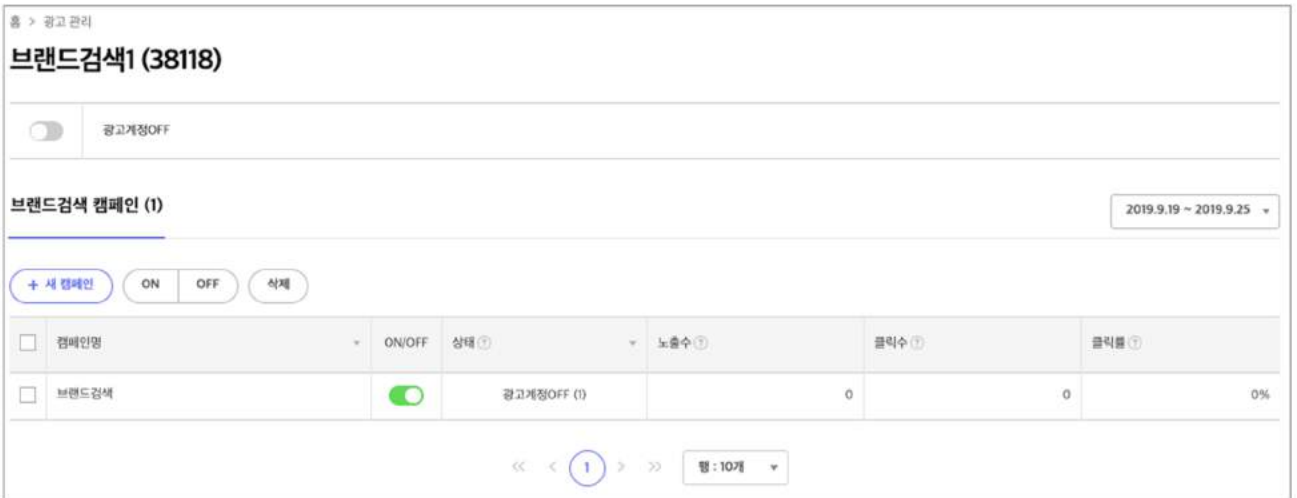 홈 > 광고 관리
브랜드검색1 (38118)
광고계정OFF
브랜드검색 캠페인 (1)
2019.9.19 ~ 2019.9.25
+ 새 캠페인 ON OFF 삭제
캠페인명 ON/OFF 상태 ? 노출수 ? 클릭수 ? 클릭률 ?
브랜드검색 광고계정OFF (1) 0 0 0%
<< < 1 > >> 행 : 10개